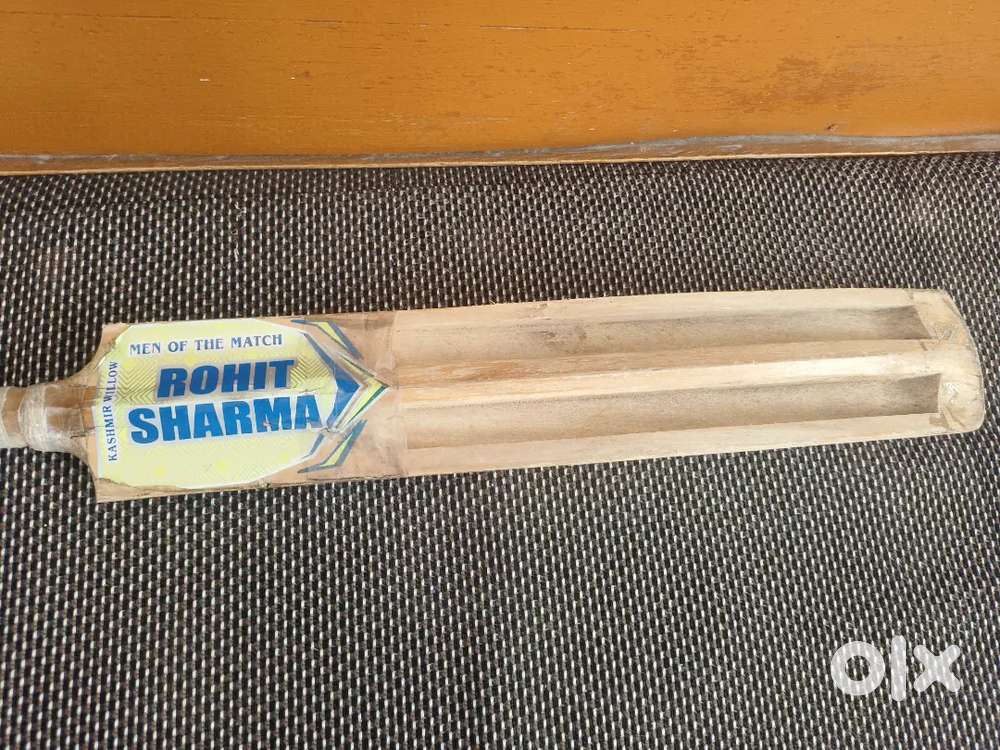 MEN OF THE MATCH
ROHIT
SHARMA
KASHMIR WILLOW
olx